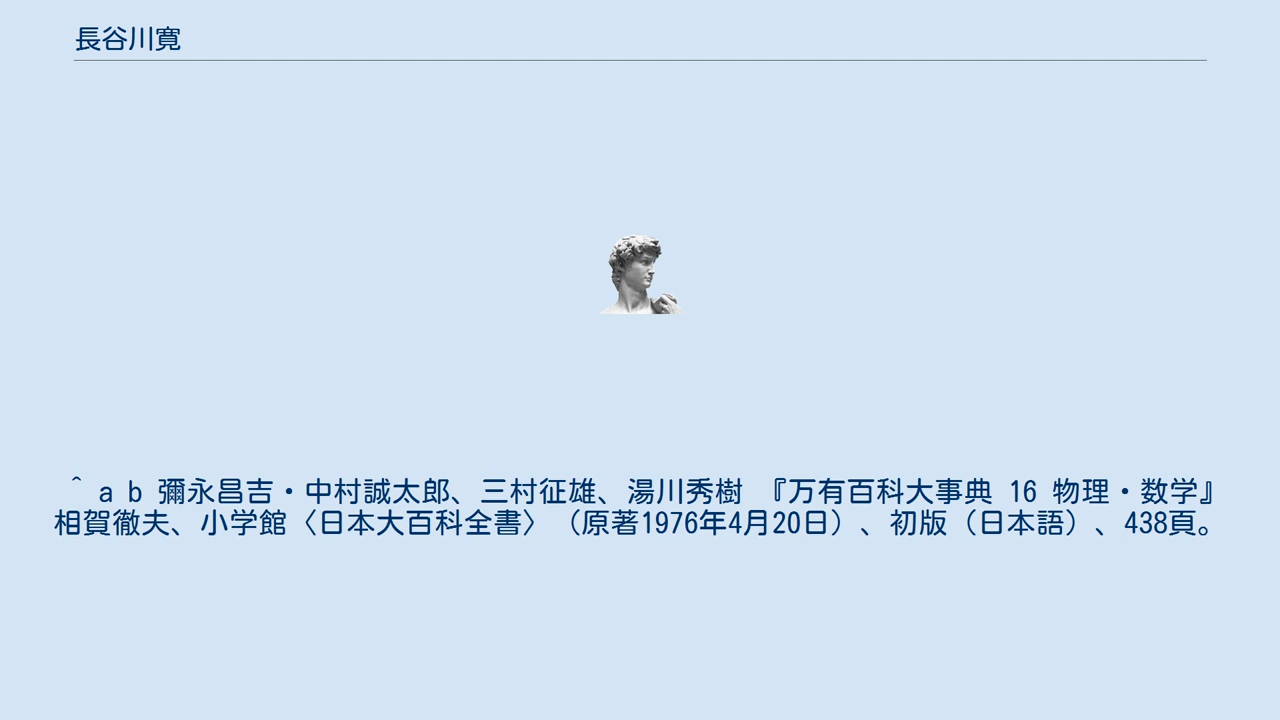 長谷川寛
^ a b 彌永昌吉・中村誠太郎、三村征雄、湯川秀樹 『万有百科大事典 16 物理・数学』
相賀徹夫、小学館〈日本大百科全書〉（原著1976年4月20日）、初版（日本語）、438頁。